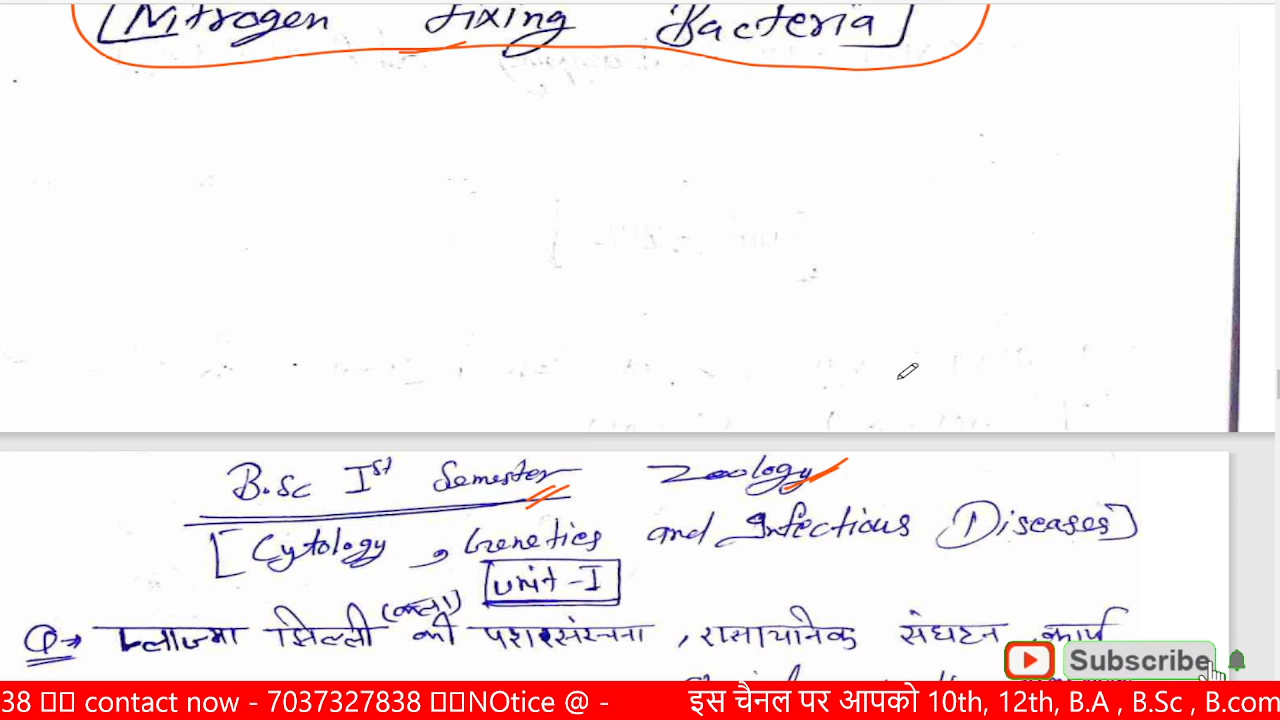 [Nitrogen fixing Bacteria]
B.Sc Ist Semester Zoology
[Cytology, Genetics and Infectious Diseases]
Unit-I
(कला)
Q→ प्लाज्मा झिल्ली की परासंरचना, रासायनिक संघटन, कार्य
Subscribe
38 contact now - 7037327838 NOtice @ - इस चैनल पर आपको 10th, 12th, B.A , B.Sc , B.com